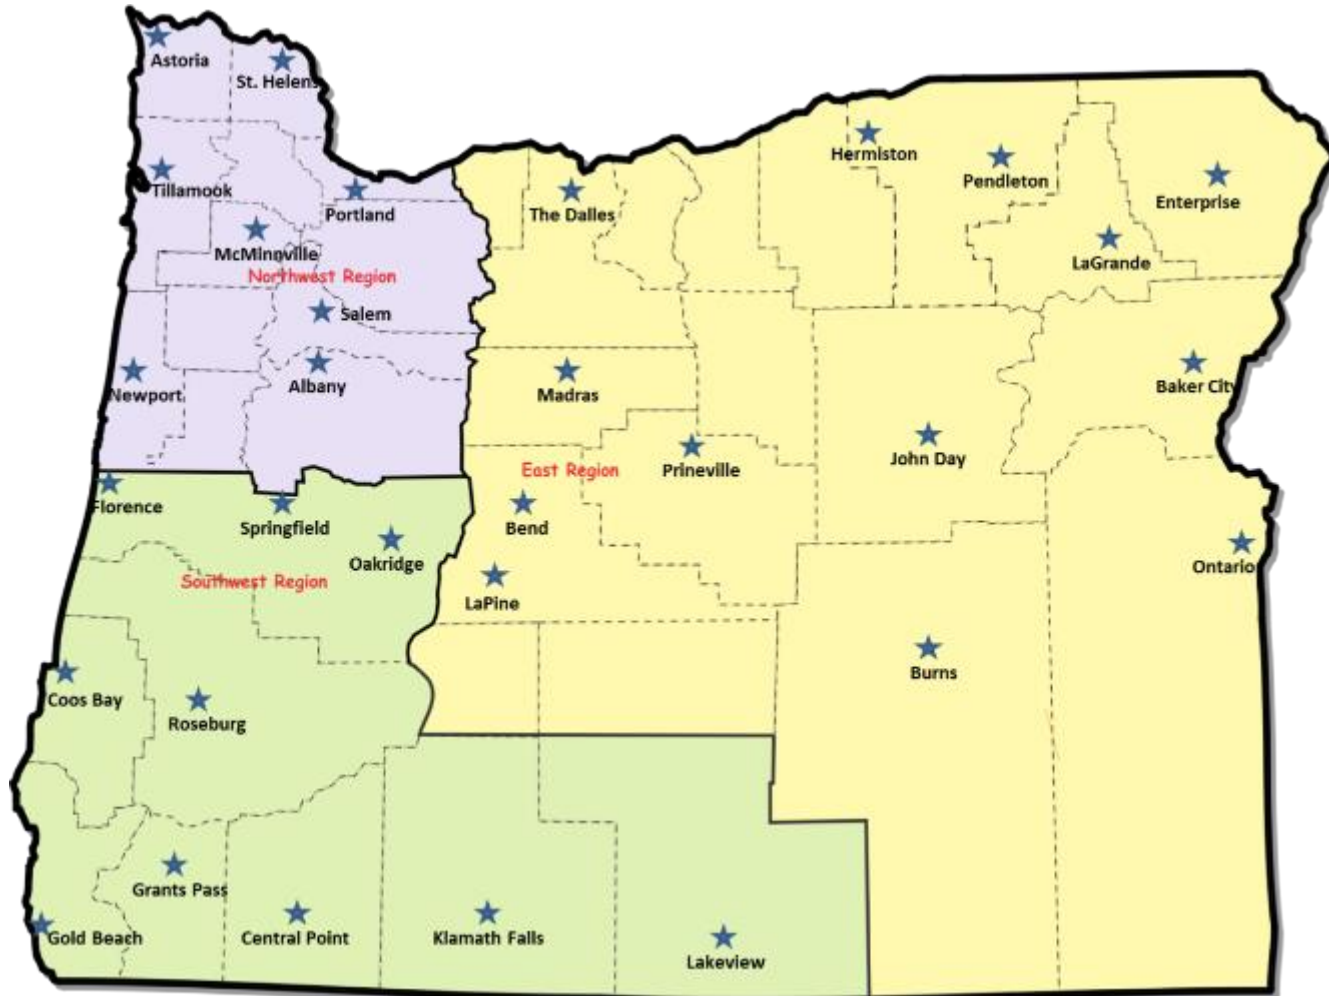 Astoria
St. Helens
Hermiston
Pendleton
Tillamook
Portland
The Dalles
Enterprise
McMinnville
LaGrande
Northwest Region
Salem
Newport
Albany
Madras
Baker City
East Region
Prineville
John Day
Florence
Springfield
Bend
Oakridge
Ontario
Southwest Region
LaPine
Burns
Coos Bay
Roseburg
Grants Pass
Gold Beach
Central Point
Klamath Falls
Lakeview